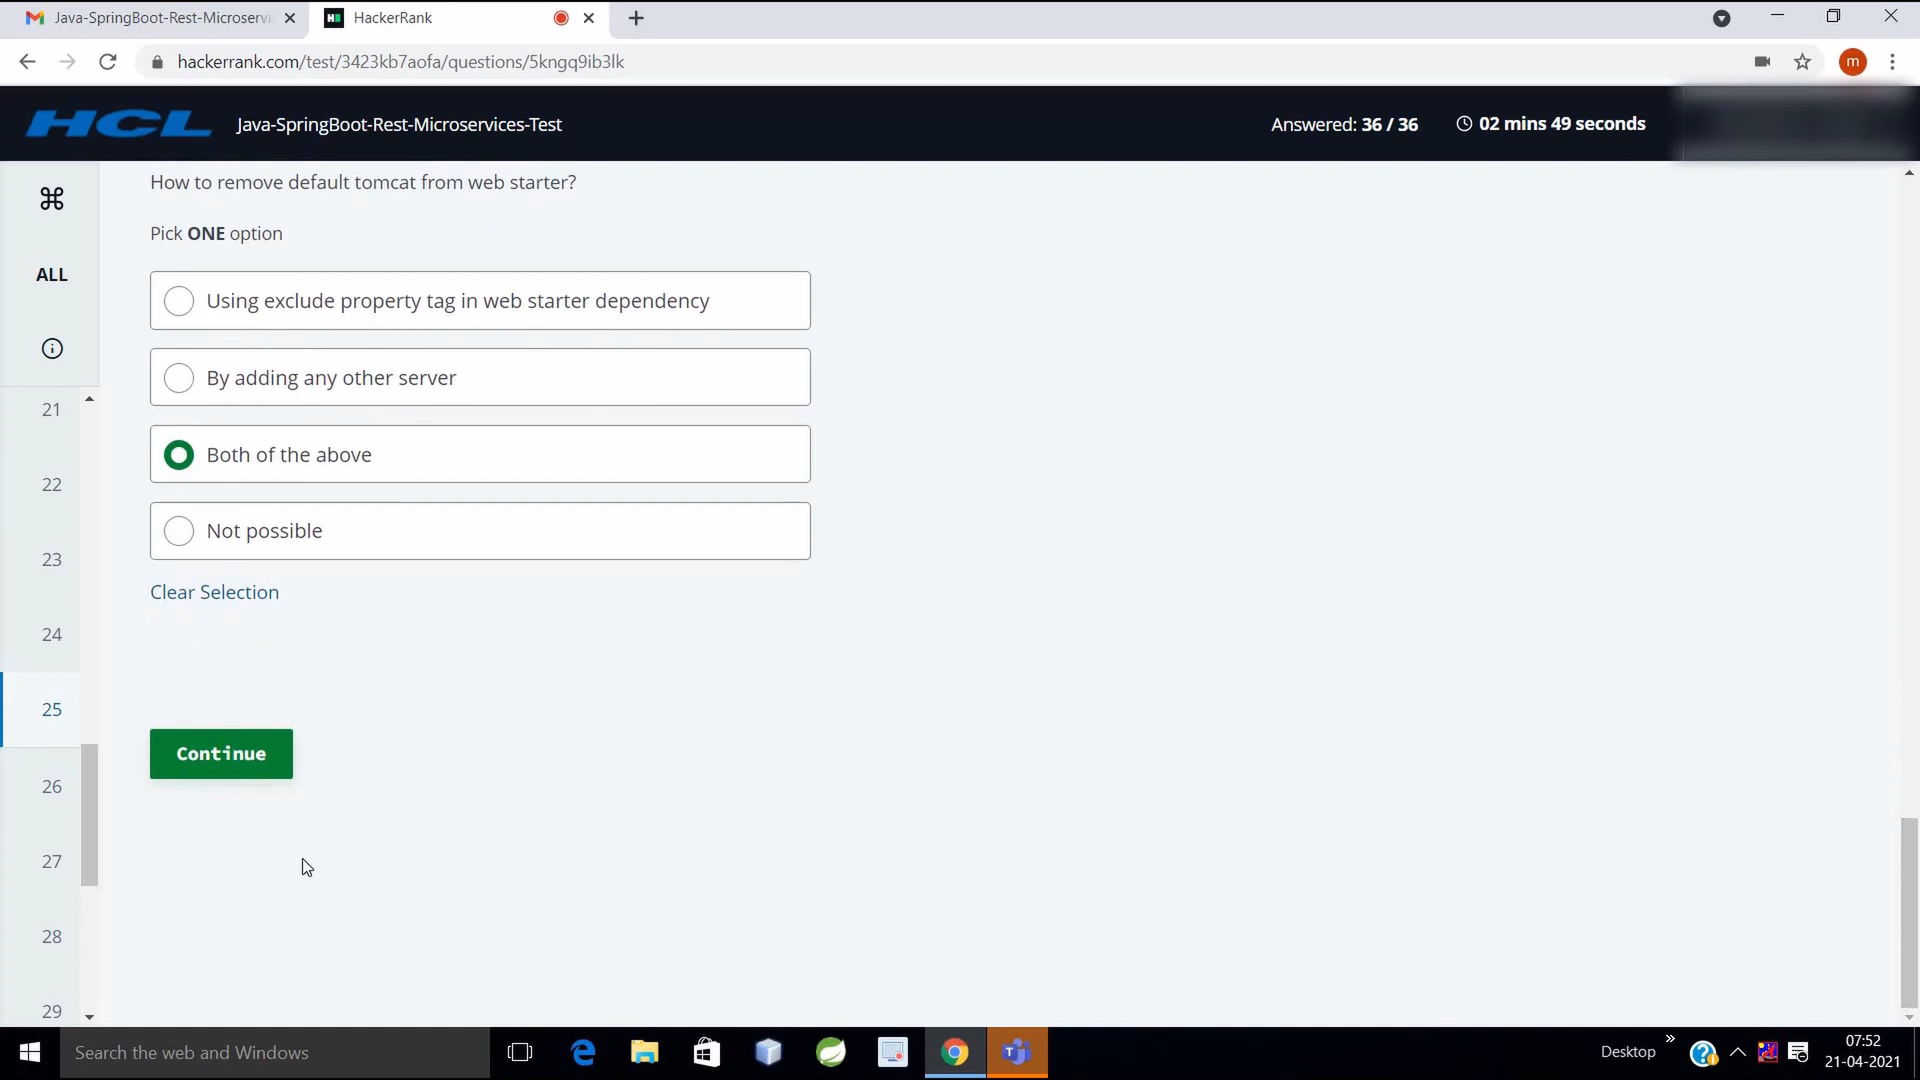 Java-SpringBoot-Rest-Microservi
HackerRank
hackerrank.com/test/3423kb7aofa/questions/5kngq9ib3lk
m
HCL
Java-SpringBoot-Rest-Microservices-Test
Answered: 36 / 36
02 mins 49 seconds
ALL
21
22
23
24
25
26
27
28
29
How to remove default tomcat from web starter?
Pick ONE option
Using exclude property tag in web starter dependency
By adding any other server
Both of the above
Not possible
Clear Selection
Continue
Search the web and Windows
Desktop
07:52
21-04-2021